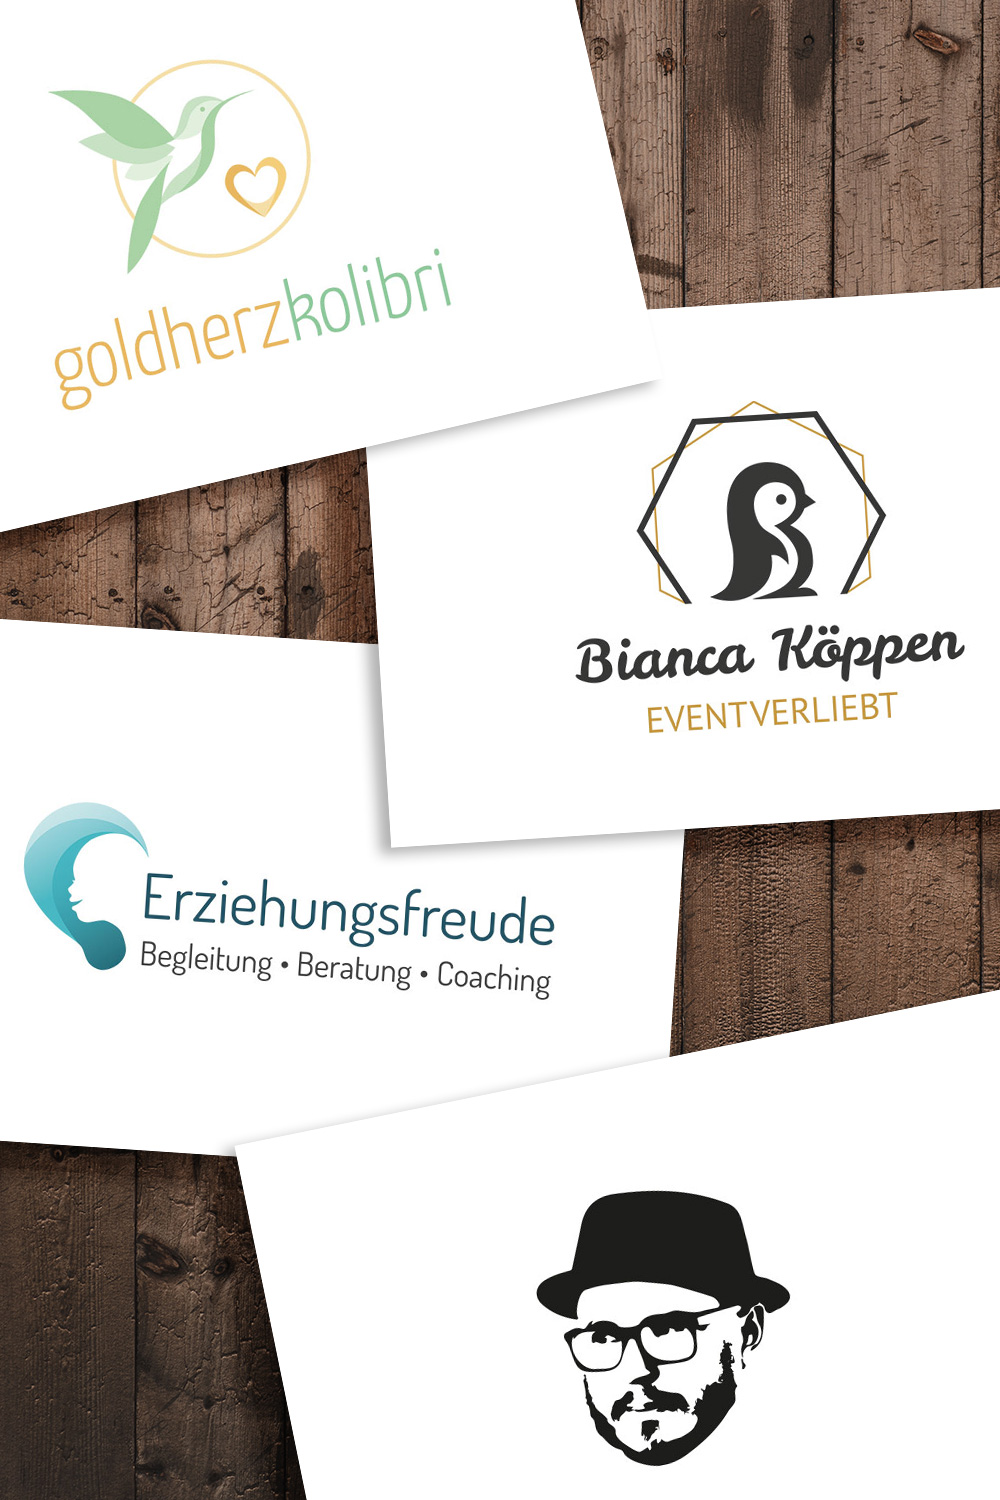 goldherzkolibri
Bianca Köppen
EVENTVERLIEBT
Erziehungsfreude
Begleitung • Beratung • Coaching